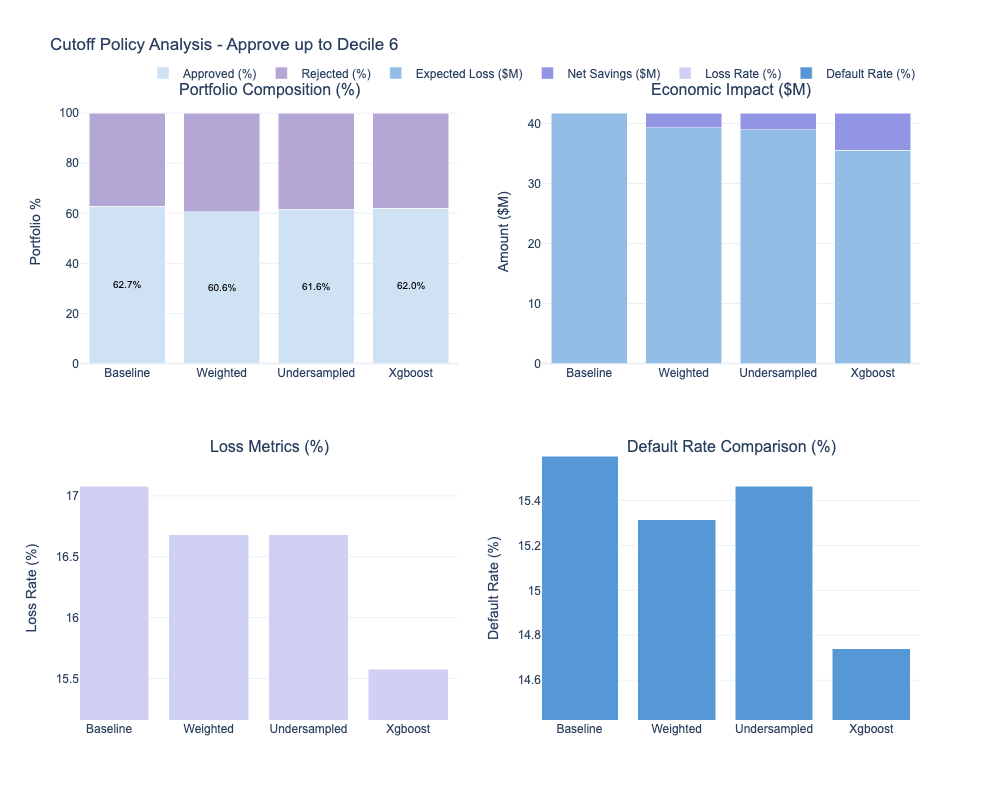 Cutoff Policy Analysis - Approve up to Decile 6
Approved (%) Rejected (%) Expected Loss ($M) Net Savings ($M) Loss Rate (%) Default Rate (%)
Portfolio Composition (%)
Portfolio %
100
80
60
40
20
0
62.7% 60.6% 61.6% 62.0%
Baseline Weighted Undersampled Xgboost
Economic Impact ($M)
Amount ($M)
40
30
20
10
0
Baseline Weighted Undersampled Xgboost
Loss Metrics (%)
Loss Rate (%)
17
16.5
16
15.5
Baseline Weighted Undersampled Xgboost
Default Rate Comparison (%)
Default Rate (%)
15.4
15.2
15
14.8
14.6
Baseline Weighted Undersampled Xgboost